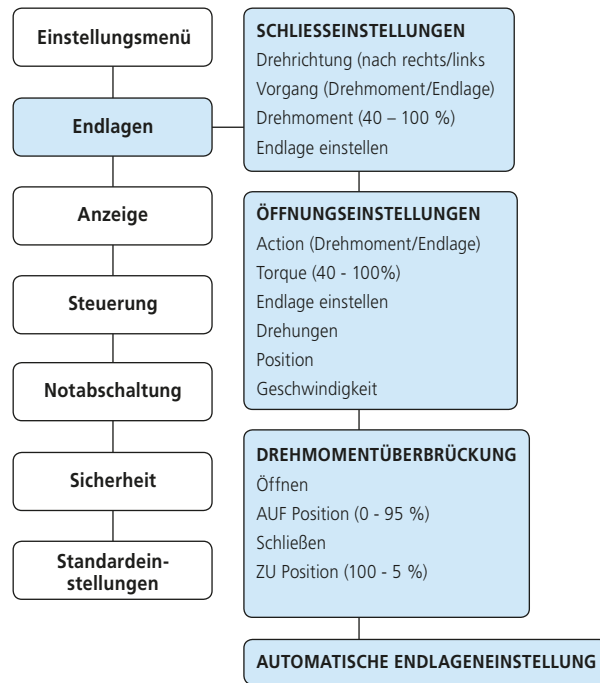 Einstellungsmenü
Endlagen
Anzeige
Steuerung
Notabschaltung
Sicherheit
Standardein-
stellungen
SCHLIESSEINSTELLUNGEN
Drehrichtung (nach rechts/links
Vorgang (Drehmoment/Endlage)
Drehmoment (40 – 100 %)
Endlage einstellen
ÖFFNUNGSEINSTELLUNGEN
Action (Drehmoment/Endlage)
Torque (40 - 100%)
Endlage einstellen
Drehungen
Position
Geschwindigkeit
DREHMOMENTÜBERBRÜCKUNG
Öffnen
AUF Position (0 - 95 %)
Schließen
ZU Position (100 - 5 %)
AUTOMATISCHE ENDLAGENEINSTELLUNG